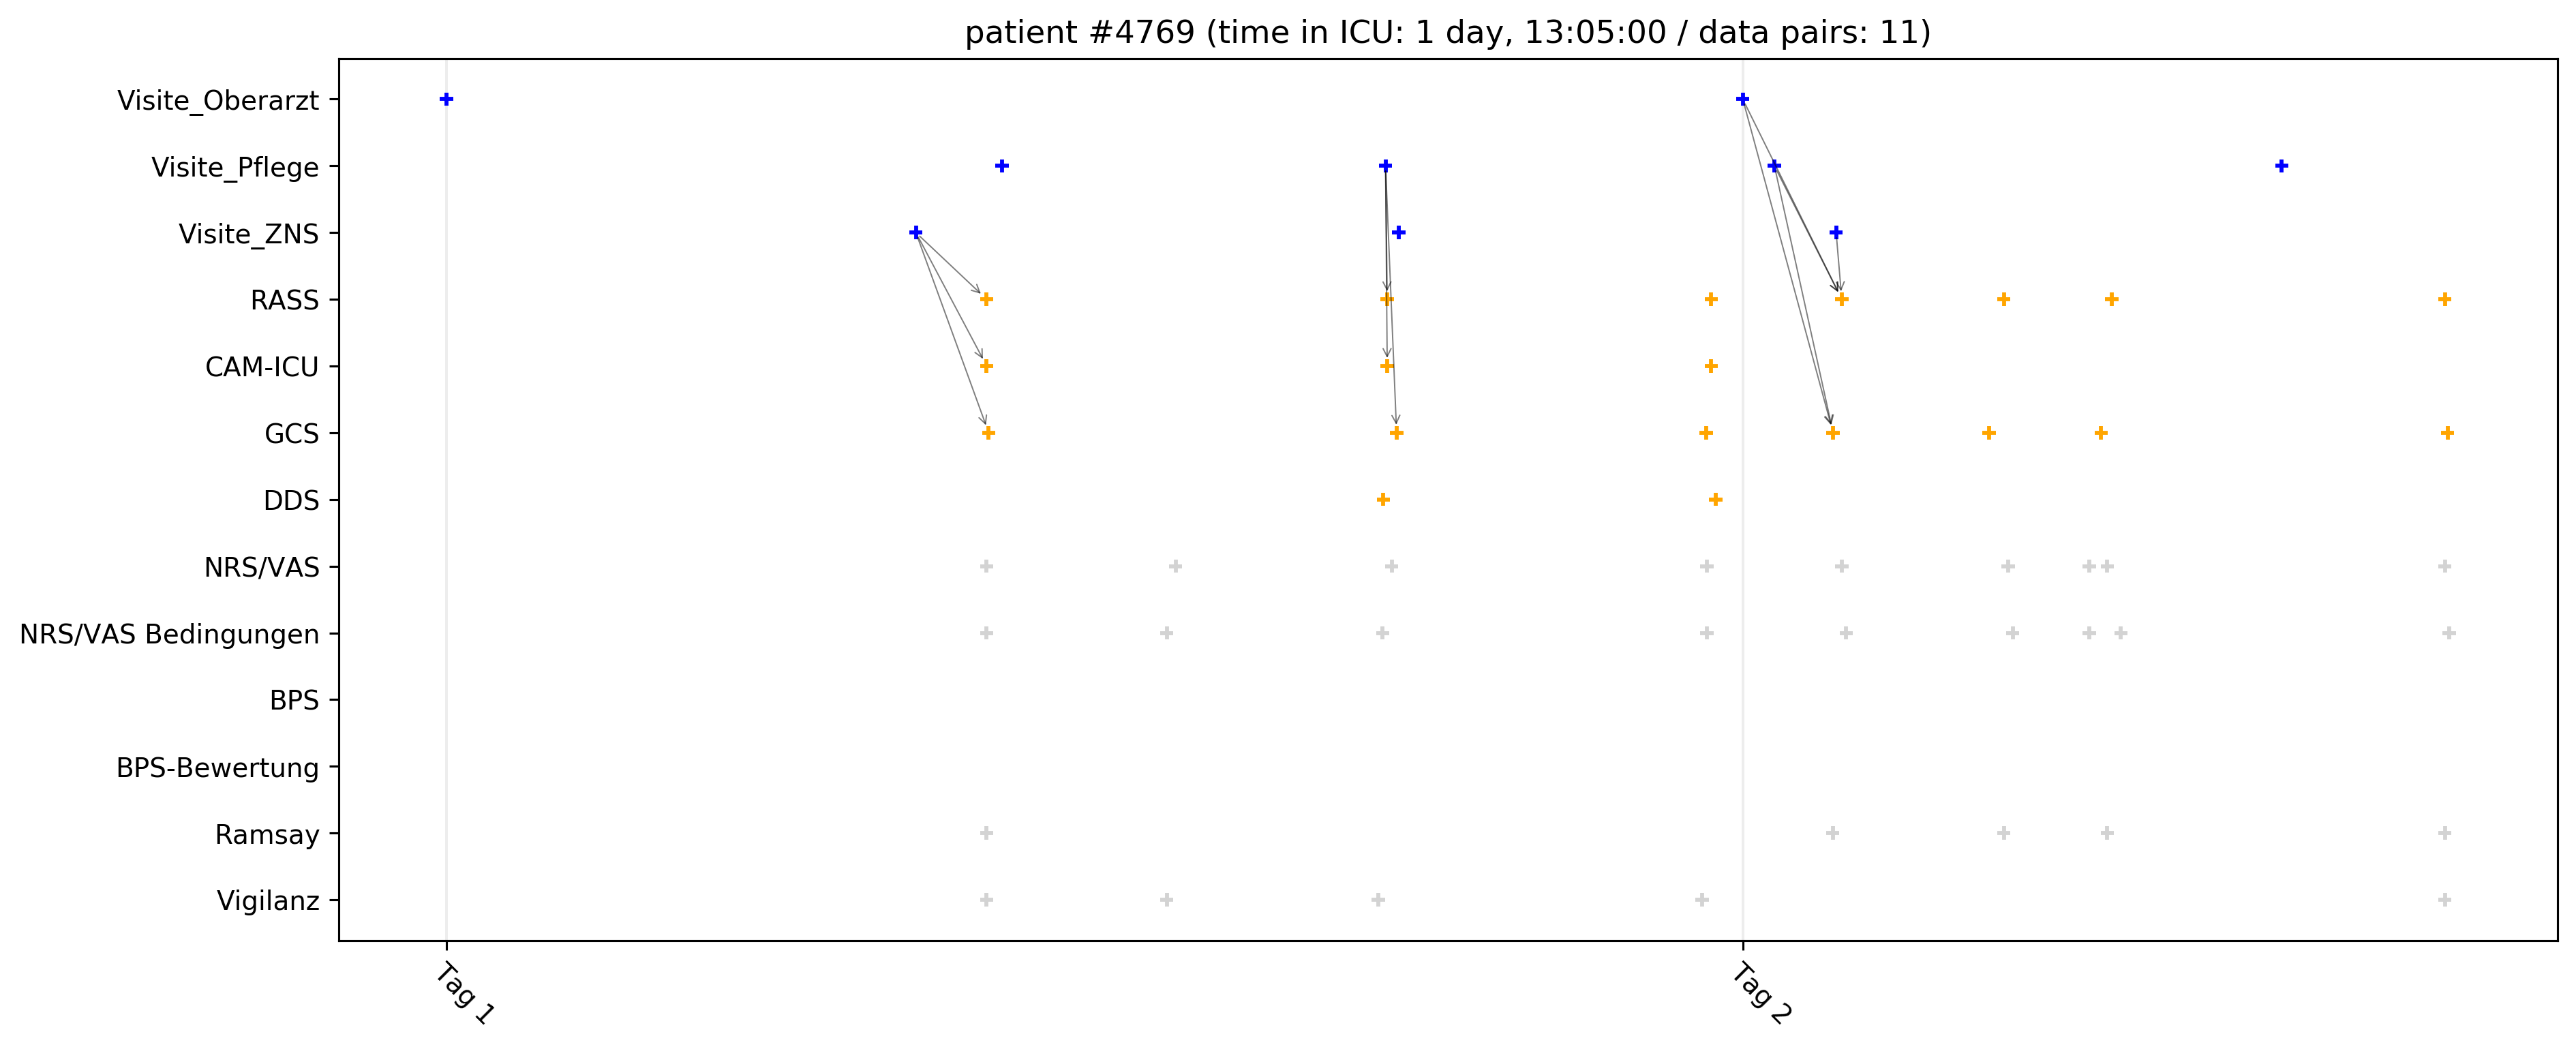 patient #4769 (time in ICU: 1 day, 13:05:00 / data pairs: 11)
Visite_Oberarzt
Visite_Pflege
Visite_ZNS
RASS
CAM-ICU
GCS
DDS
NRS/VAS
NRS/VAS Bedingungen
BPS
BPS-Bewertung
Ramsay
Vigilanz
Tag 1
Tag 2